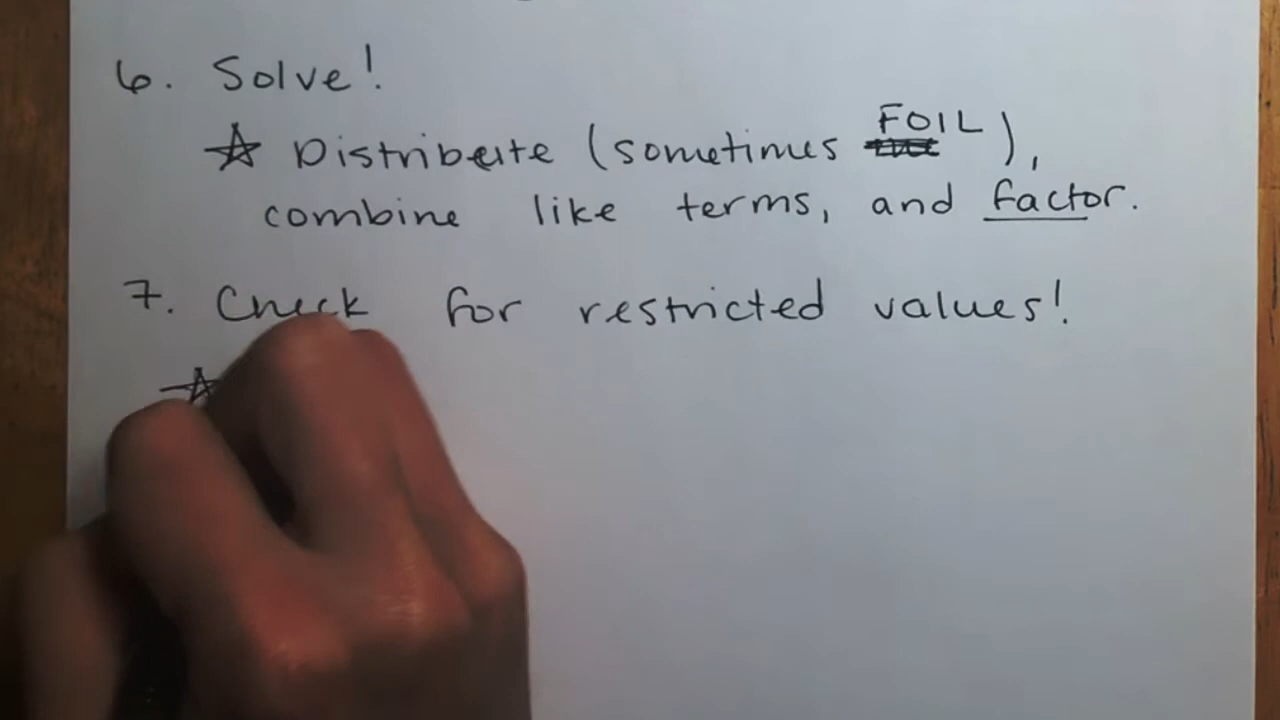 6. Solve!
☆ Distribute (sometimes FOIL),
combine like terms, and factor.
7. Check for restricted values!
☆